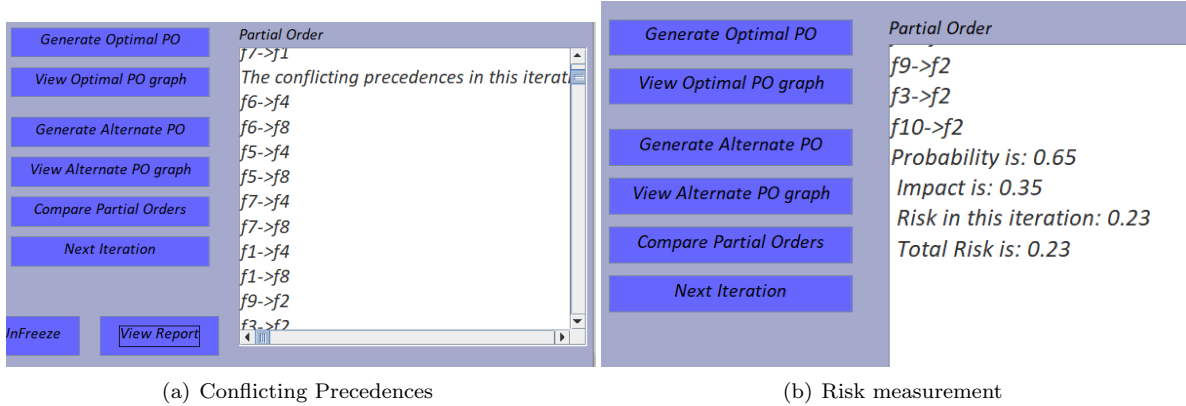 Generate Optimal PO
View Optimal PO graph
Generate Alternate PO
View Alternate PO graph
Compare Partial Orders
Next Iteration
UnFreeze
View Report
Partial Order
f7->f1
The conflicting precedences in this iterati
f6->f4
f6->f8
f5->f4
f5->f8
f7->f4
f7->f8
f1->f4
f1->f8
f9->f2
f3->f2
(a) Conflicting Precedences
Generate Optimal PO
View Optimal PO graph
Generate Alternate PO
View Alternate PO graph
Compare Partial Orders
Next Iteration
Partial Order
f9->f2
f3->f2
f10->f2
Probability is: 0.65
Impact is: 0.35
Risk in this iteration: 0.23
Total Risk is: 0.23
(b) Risk measurement